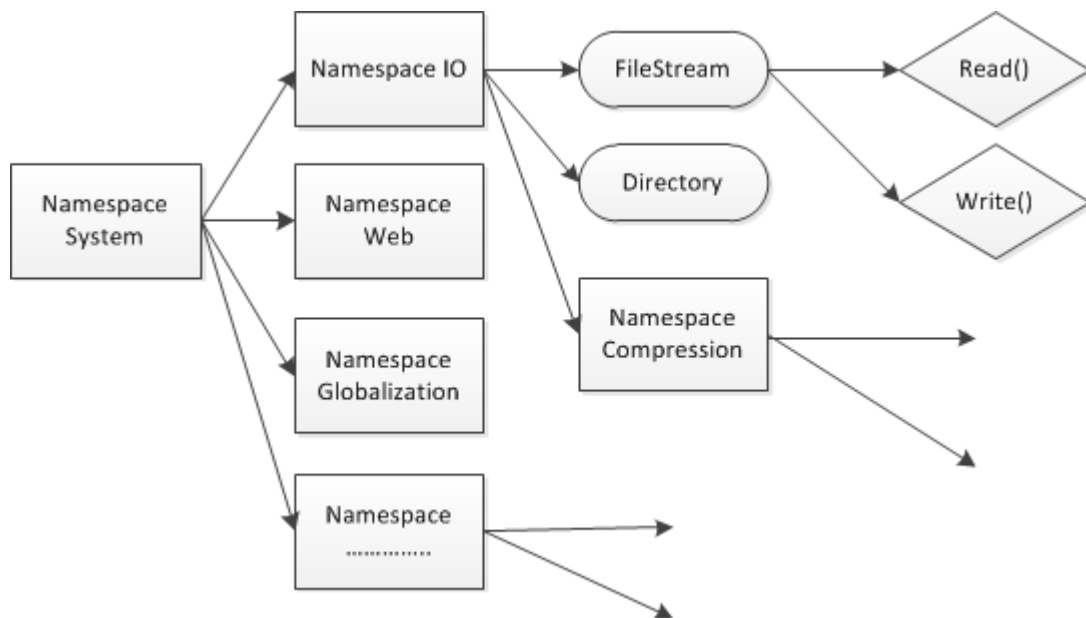 Namespace IO
FileStream
Read()
Namespace
System
Namespace
Web
Directory
Write()
Namespace
Globalization
Namespace
Compression
Namespace
..............